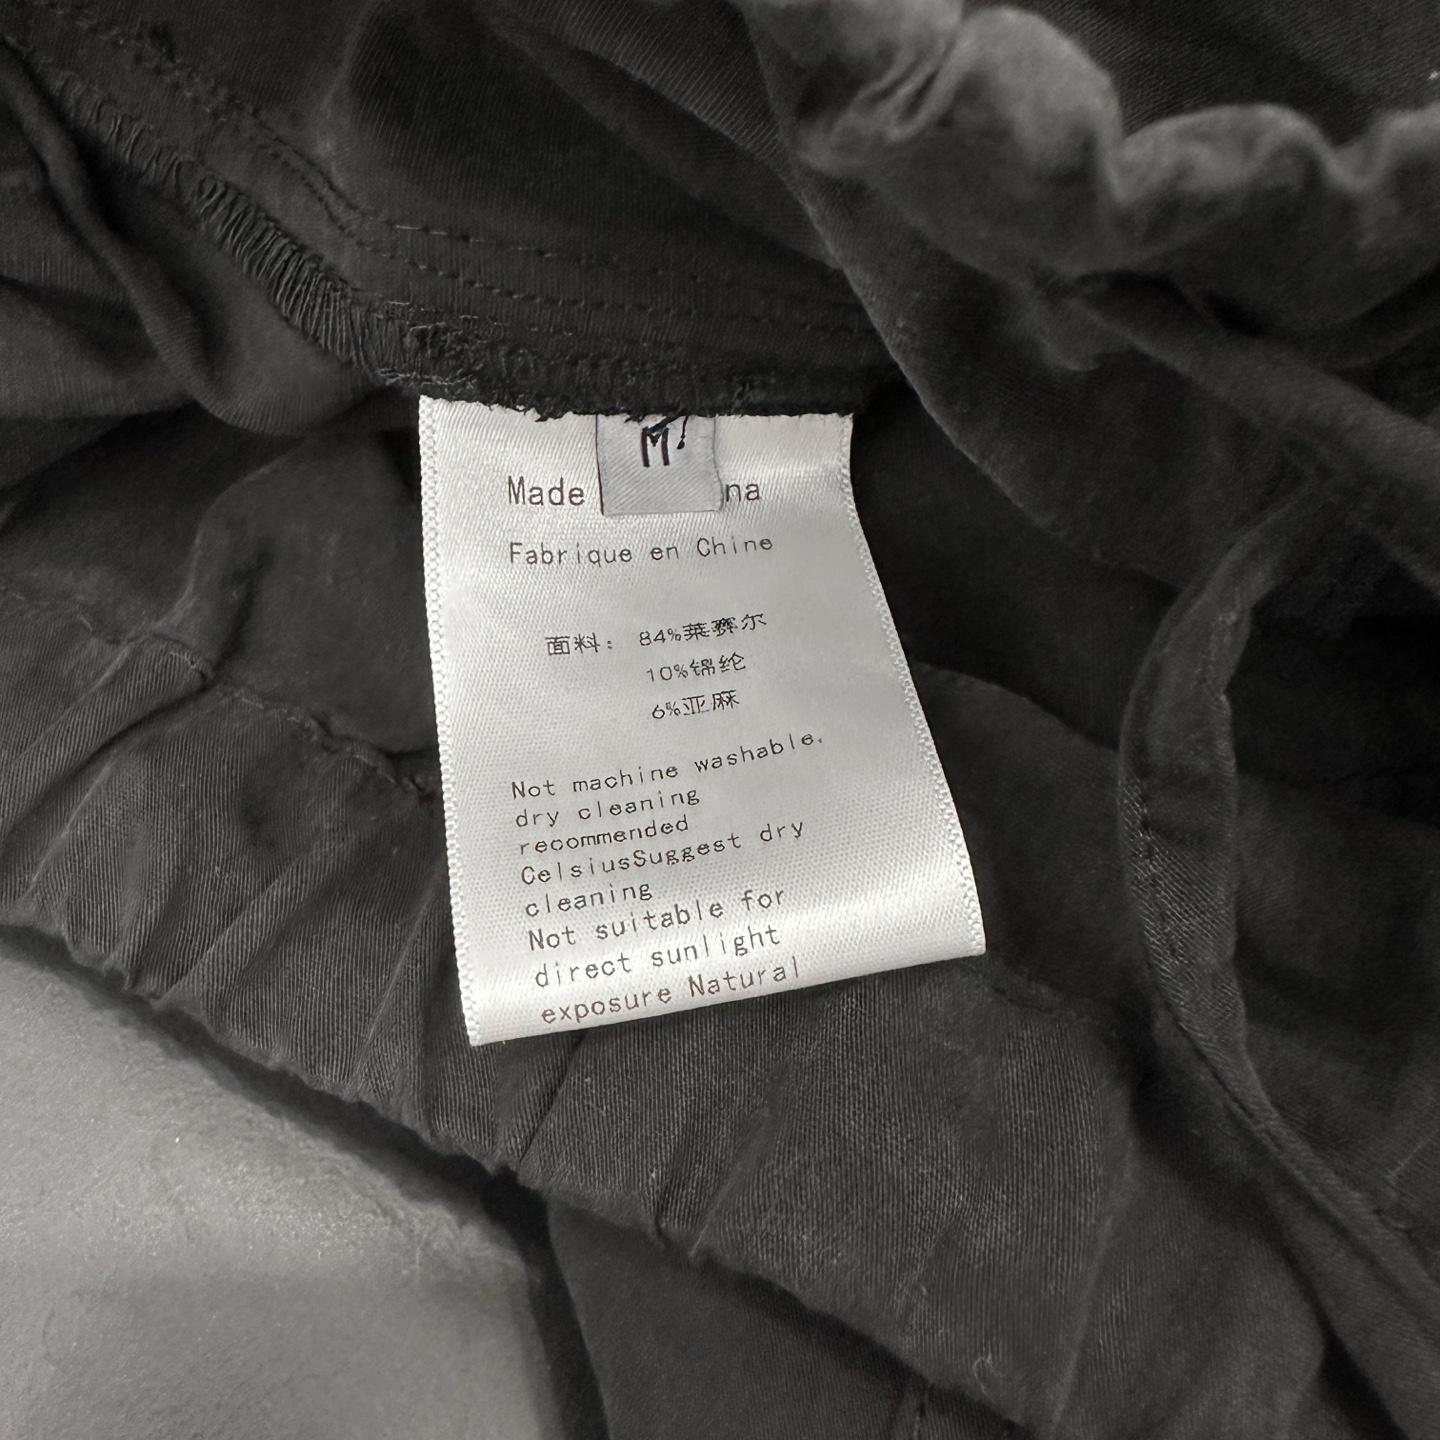 M
Made na
Fabrique en Chine
面料: 84%莱赛尔
10%锦纶
6%亚麻
Not machine washable.
dry cleaning
recommended
CelsiusSuggest dry
cleaning
Not suitable for
direct sunlight
exposure Natural